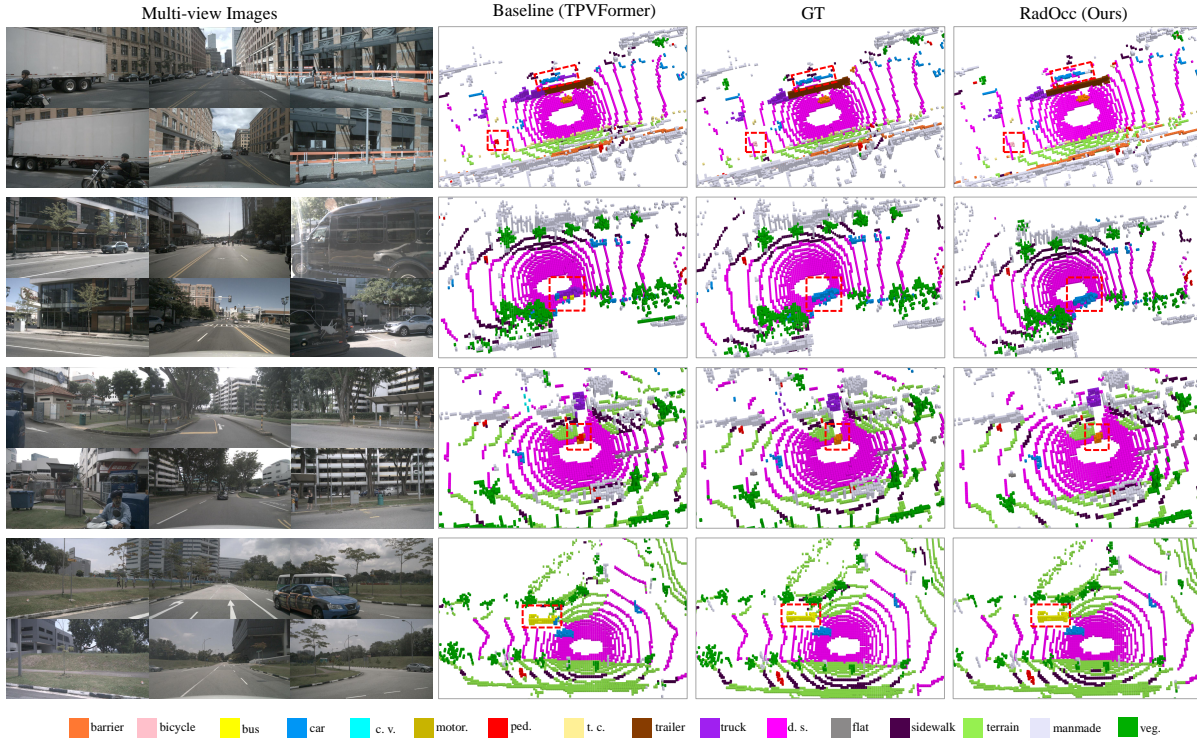 Multi-view Images Baseline (TPVFormer) GT RadOcc (Ours)
barrier bicycle bus car c. v. motor. ped. t. c. trailer truck d. s. flat sidewalk terrain manmade veg.